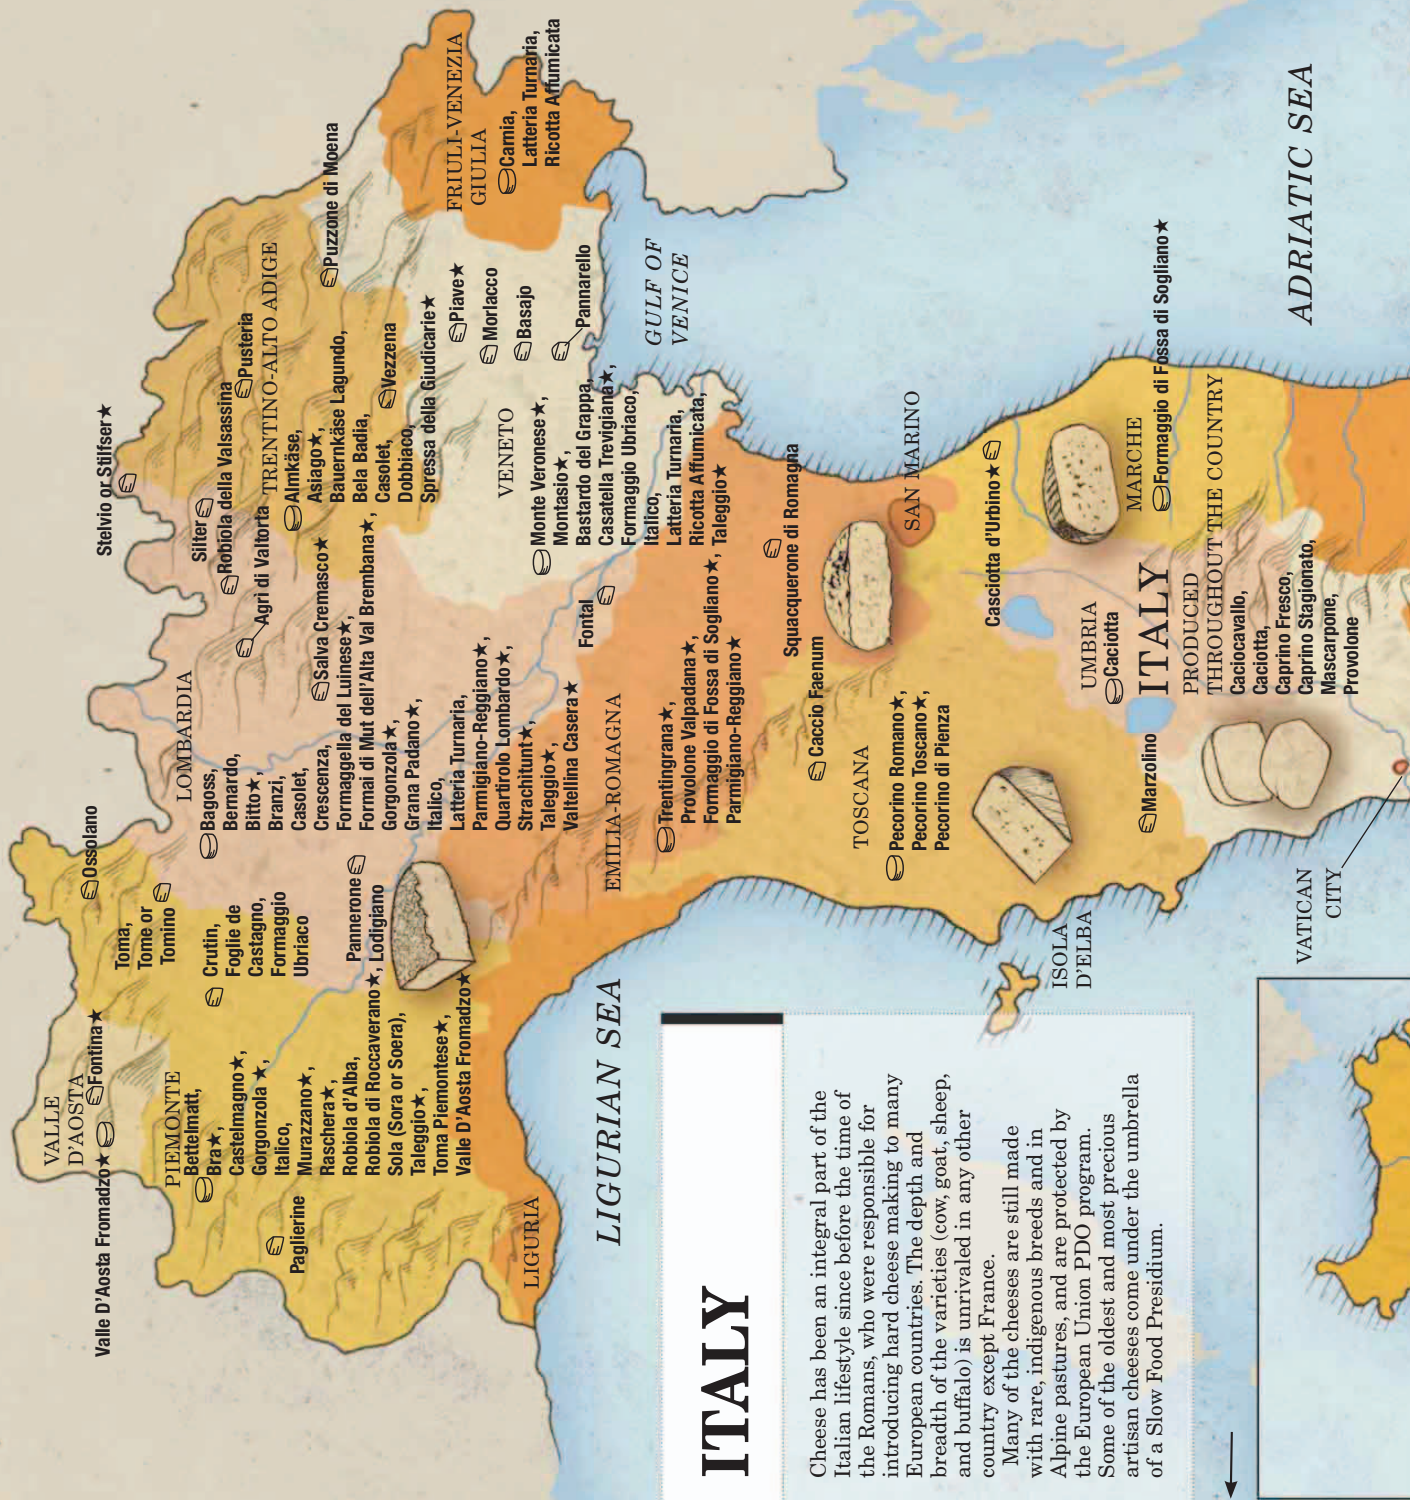 ITALY
Cheese has been an integral part of the
Italian lifestyle since before the time of
the Romans, who were responsible for
introducing hard cheese making to many
European countries. The depth and
breadth of the varieties (cow, goat, sheep,
and buffalo) is unrivaled in any other
country except France.
Many of the cheeses are still made
with rare, indigenous breeds and in
Alpine pastures, and are protected by
the European Union PDO program.
Some of the oldest and most precious
artisan cheeses come under the umbrella
of a Slow Food Presidium.
VALLE
D'AOSTA
Valle D'Aosta Fromadzo★
Fontina★
PIEMONTE
Bettelmatt,
Bra★,
Castelmagno★,
Gorgonzola ★,
Italico,
Murazzano★,
Raschera★,
Robiola d'Alba,
Robiola di Roccaverano★,
Sola (Sora or Soera),
Taleggio★,
Toma Piemontese★,
Valle D'Aosta Fromadzo★
Paglierine
Ossolano
Toma,
Tome or
Tomino
Crutin,
Foglie de
Castagno,
Formaggio
Ubriaco
Pannerone
Lodigiano
LIGURIA
LIGURIAN SEA
LOMBARDIA
Bagoss,
Bernardo,
Bitto★,
Branzi,
Casolet,
Crescenza,
Formaggella del Luinese★,
Formai di Mut dell'Alta Val Brembana★,
Gorgonzola★,
Grana Padano★,
Italico,
Latteria Turnaria,
Parmigiano-Reggiano★,
Quartirolo Lombardo★,
Strachitunt★,
Taleggio★,
Valtellina Casera★
Stelvio or Stilfser★
Silter
Robiola della Valsassina
Agri di Valtorta
Salva Cremasco★
Fontal
TRENTINO-ALTO ADIGE
Pusteria
Almkäse,
Asiago★,
Bauernkäse Lagundo,
Bela Badia,
Casolet,
Dobbiaco,
Spressa della Giudicarie★
Vezzena
Puzzone di Moena
FRIULI-VENEZIA
GIULIA
Carnia,
Latteria Turnaria,
Ricotta Affumicata
VENETO
Piave★
Morlacco
Basajo
Pannarello
Monte Veronese★,
Montasio★,
Bastardo del Grappa,
Casatella Trevigiana★,
Formaggio Ubriaco,
Italico,
Latteria Turnaria,
Ricotta Affumicata,
Taleggio★
GULF OF
VENICE
EMILIA-ROMAGNA
Trentingrana★,
Provolone Valpadana★,
Formaggio di Fossa di Sogliano★,
Parmigiano-Reggiano★
Squacquerone di Romagna
SAN MARINO
Caccio Faenum
TOSCANA
Pecorino Romano★,
Pecorino Toscano★,
Pecorino di Pienza
Marzolino
ISOLA
D'ELBA
Casciotta d'Urbino★
MARCHE
Formaggio di Fossa di Sogliano★
UMBRIA
Caciotta
ITALY
PRODUCED
THROUGHOUT THE COUNTRY
Caciocavallo,
Caciotta,
Caprino Fresco,
Caprino Stagionato,
Mascarpone,
Provolone
VATICAN
CITY
ADRIATIC SEA